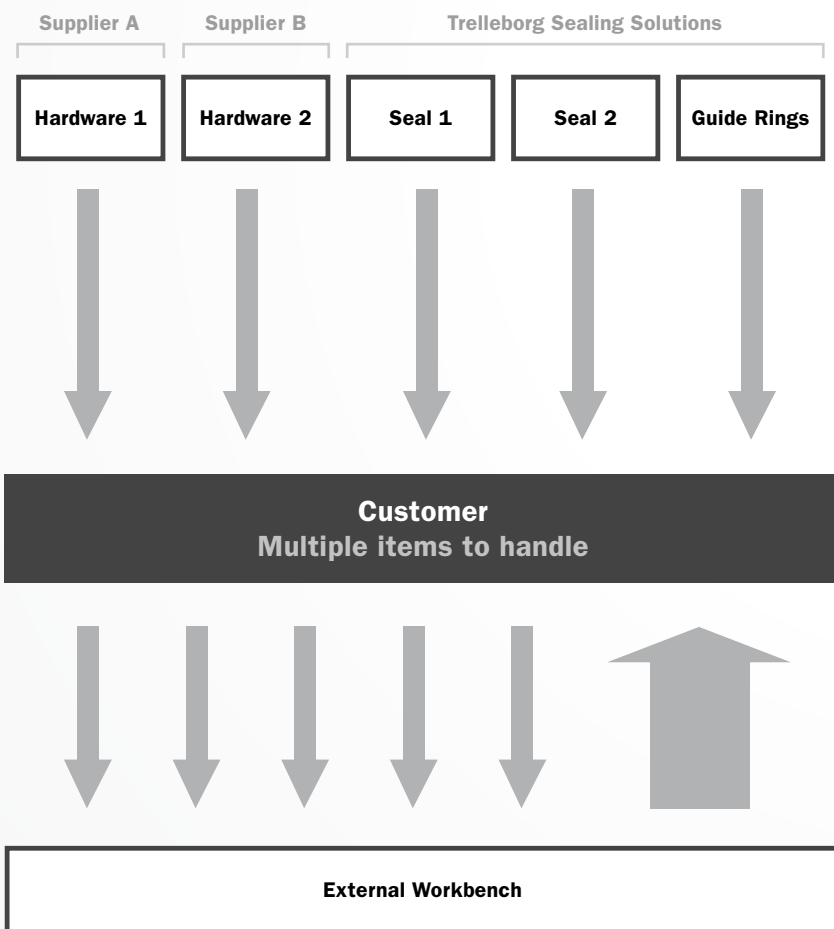 Supplier A
Supplier B
Trelleborg Sealing Solutions
Hardware 1
Hardware 2
Seal 1
Seal 2
Guide Rings
Customer
Multiple items to handle
External Workbench